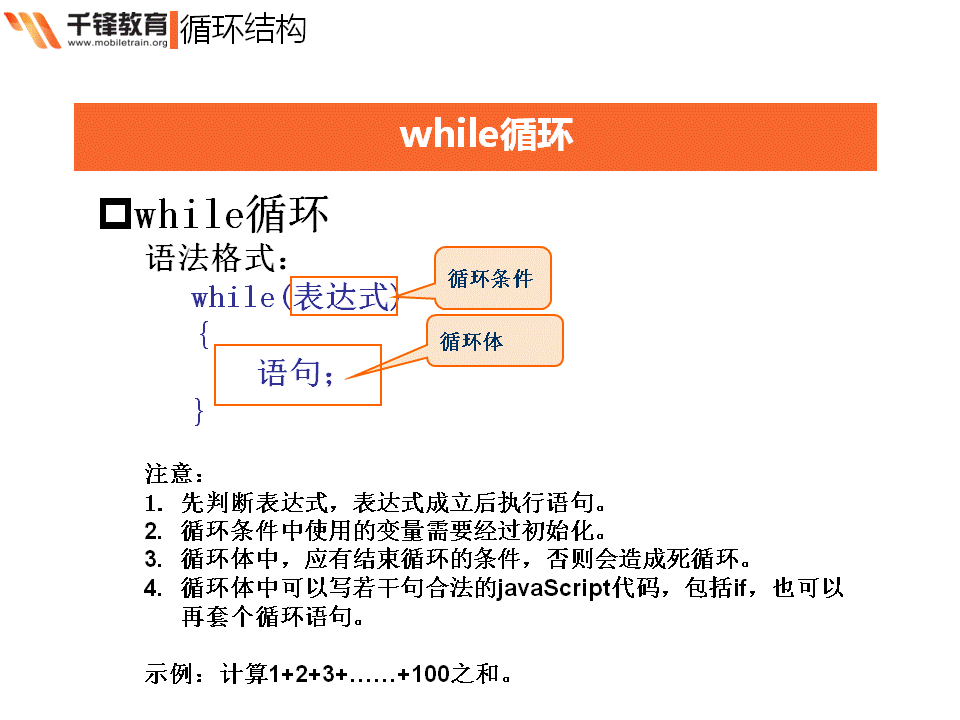 千锋教育 循环结构
www.mobiletrain.org
while循环
while循环
语法格式：
while(表达式)
循环条件
{
循环体
语句；
}
注意：
1. 先判断表达式，表达式成立后执行语句。
2. 循环条件中使用的变量需要经过初始化。
3. 循环体中，应有结束循环的条件，否则会造成死循环。
4. 循环体中可以写若干句合法的javaScript代码，包括if，也可以
再套个循环语句。
示例：计算1+2+3+……+100之和。